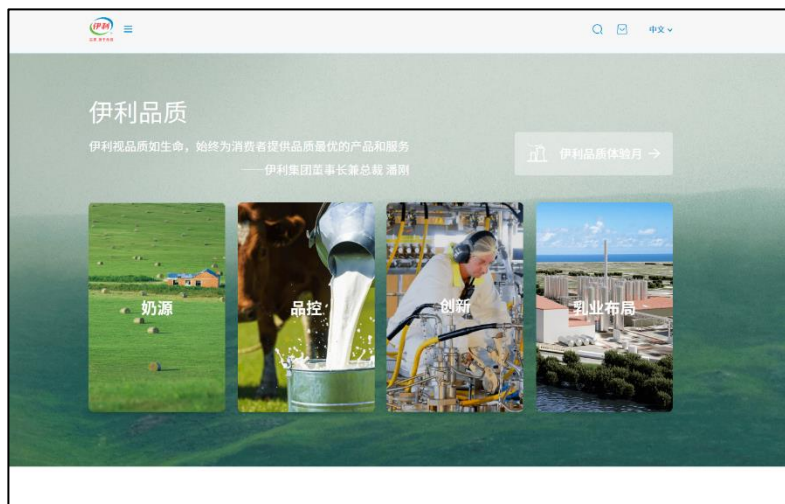 伊利
中文
伊利品质
伊利视品质如生命，始终为消费者提供品质最优的产品和服务
——伊利集团董事长兼总裁 潘刚
伊利品质体验月 →
奶源
品控
创新
乳业布局